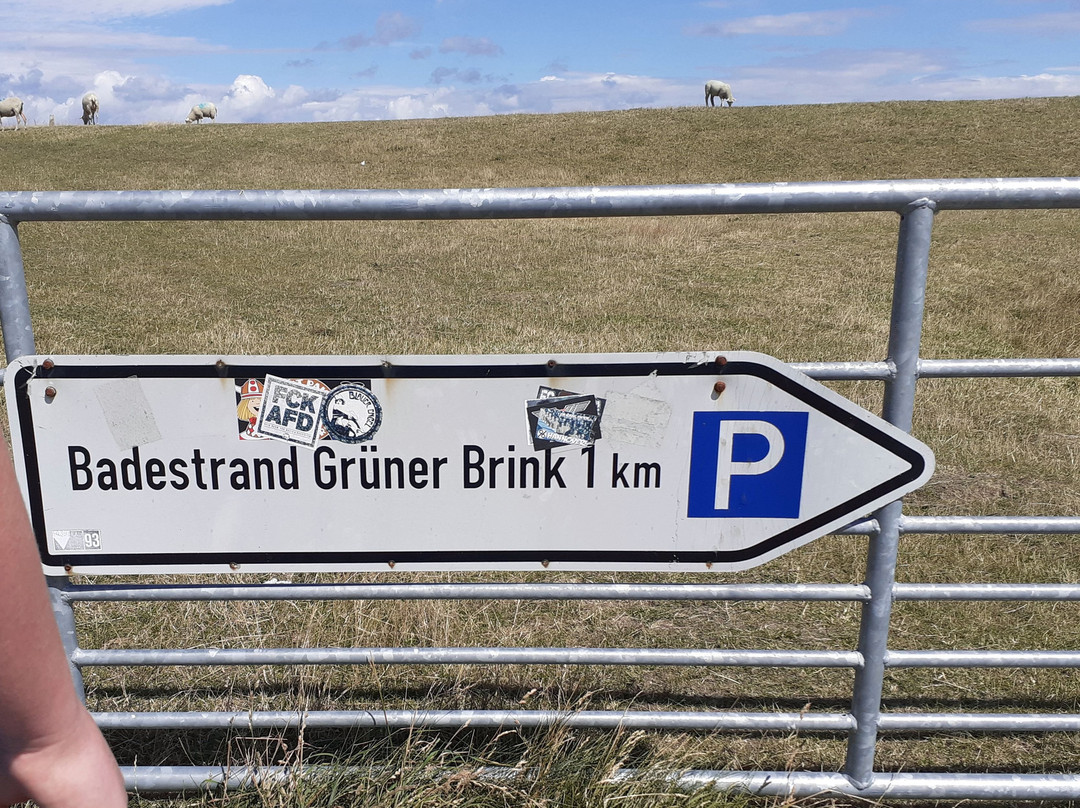 FCK
AFD
Badestrand Grüner Brink 1 km
P
93